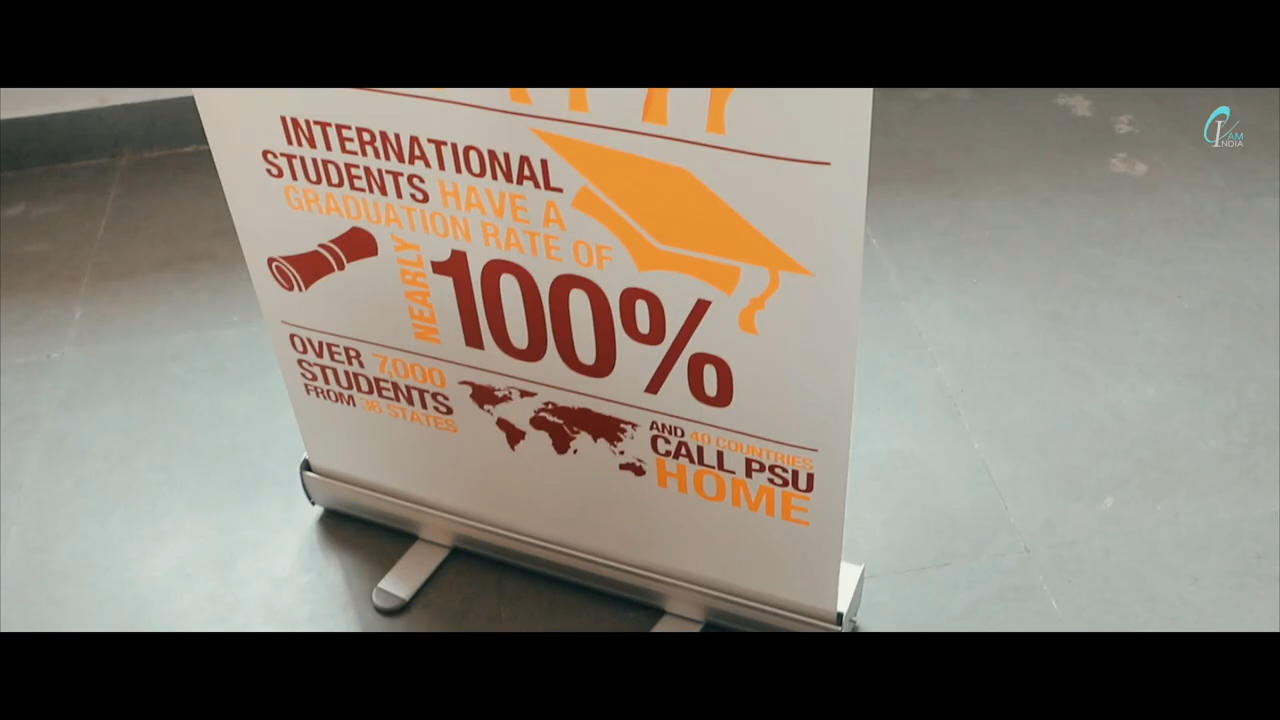 INTERNATIONAL
STUDENTS HAVE A
GRADUATION RATE OF
NEARLY
100%
OVER 7,000
STUDENTS
FROM 36 STATES
AND 40 COUNTRIES
CALL PSU
HOME
I AM
INDIA